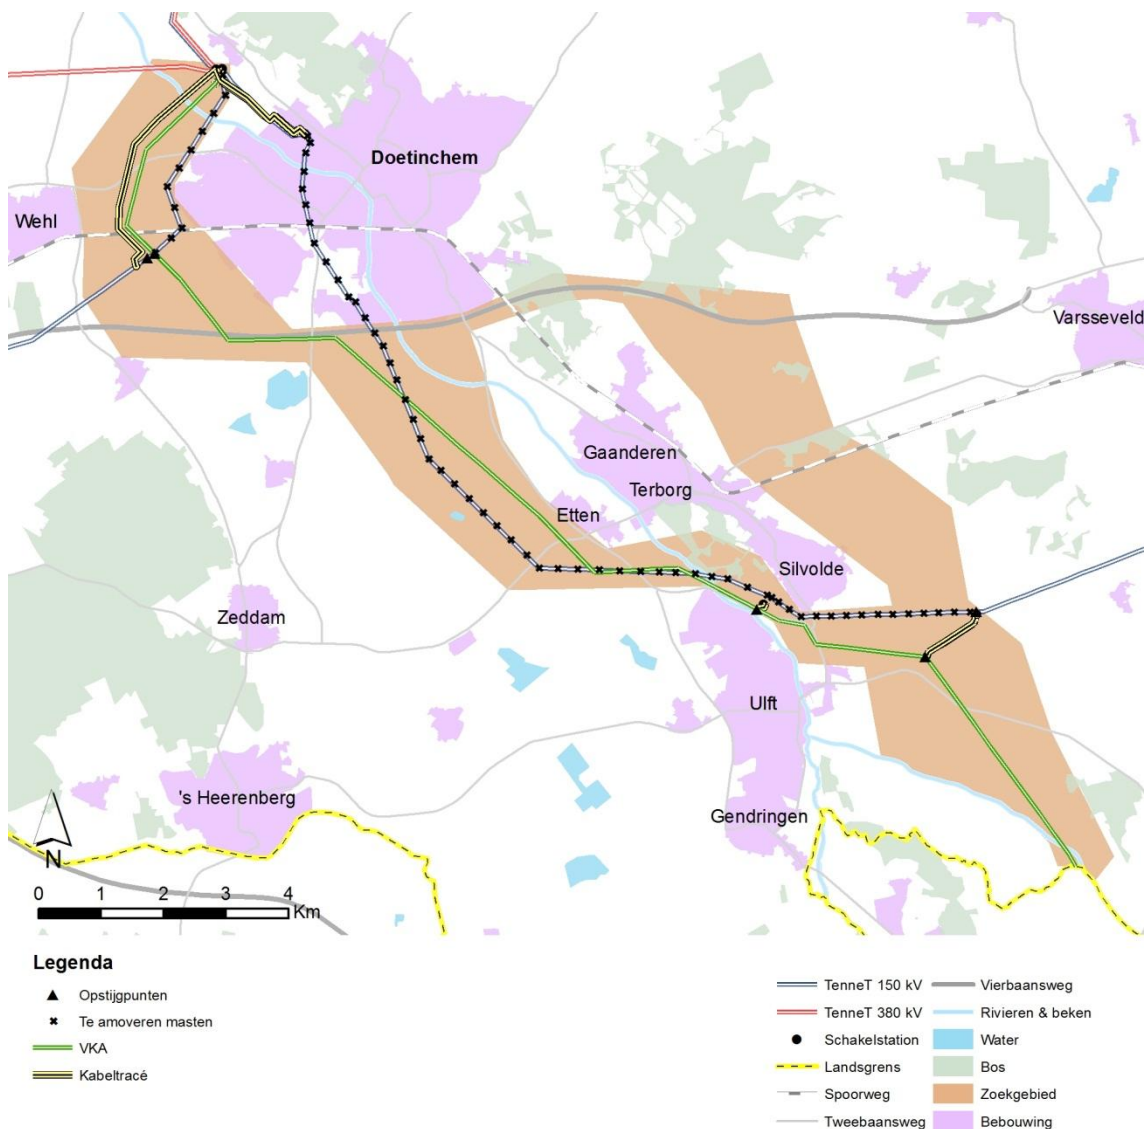 Doetinchem
Wehl
Varsseveld
Gaanderen
Terborg
Etten
Silvolde
Zeddam
Ulft
's Heerenberg
Gendringen
N
0 1 2 3 4
Km
Legenda
Opstijgpunten
Te amoveren masten
VKA
Kabeltracé
TenneT 150 kV
TenneT 380 kV
Schakelstation
Landsgrens
Spoorweg
Tweebaansweg
Vierbaansweg
Rivieren & beken
Water
Bos
Zoekgebied
Bebouwing